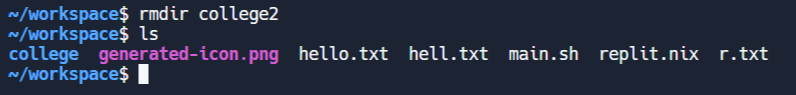 ~/workspace$ rmdir college2
~/workspace$ ls
college  generated-icon.png  hello.txt  hell.txt  main.sh  replit.nix  r.txt
~/workspace$